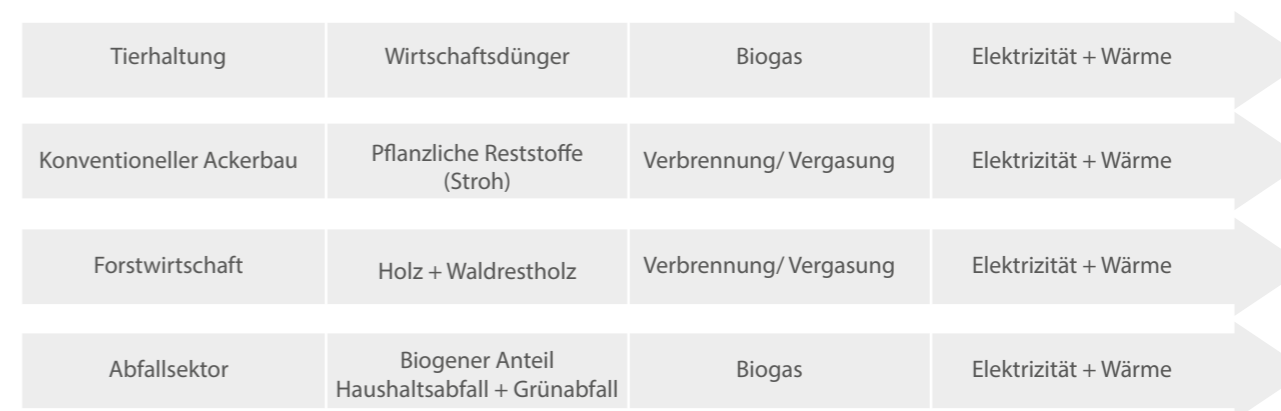 Tierhaltung
Wirtschaftsdünger
Biogas
Elektrizität + Wärme
Konventioneller Ackerbau
Pflanzliche Reststoffe
(Stroh)
Verbrennung/ Vergasung
Elektrizität + Wärme
Forstwirtschaft
Holz + Waldrestholz
Verbrennung/ Vergasung
Elektrizität + Wärme
Abfallsektor
Biogener Anteil
Haushaltsabfall + Grünabfall
Biogas
Elektrizität + Wärme